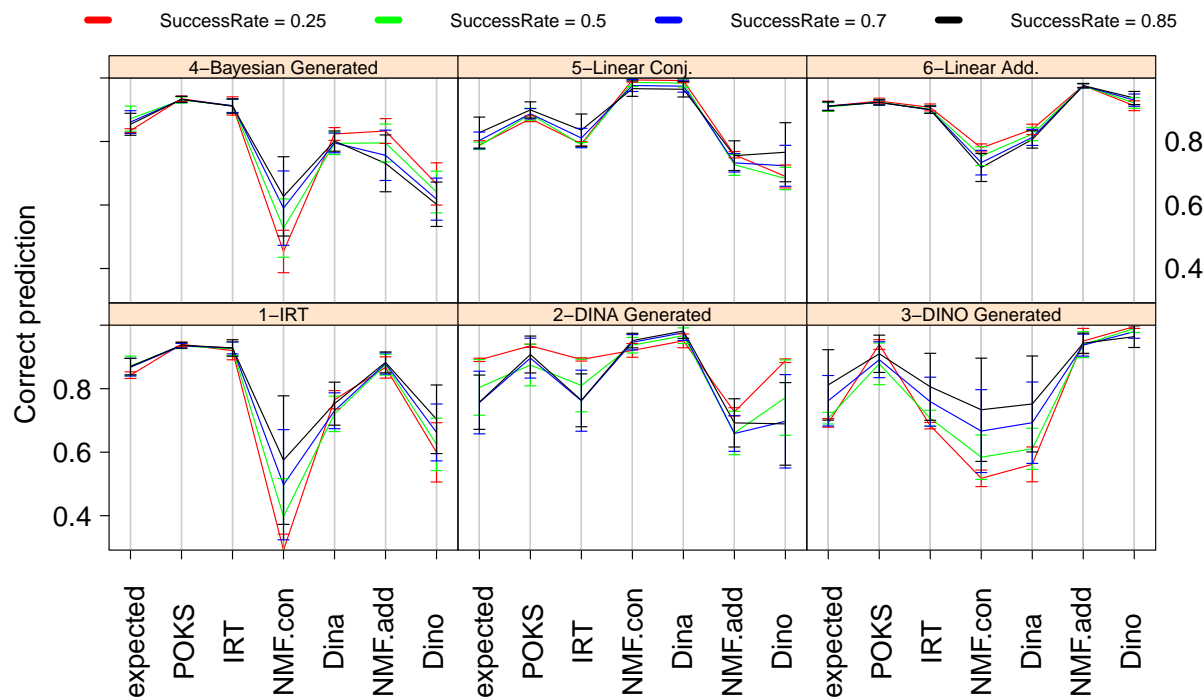 SuccessRate = 0.25 SuccessRate = 0.5 SuccessRate = 0.7 SuccessRate = 0.85
4−Bayesian Generated 5−Linear Conj. 6−Linear Add.
0.8
0.6
0.4
Correct prediction
1−IRT 2−DINA Generated 3−DINO Generated
0.8
0.6
0.4
expected POKS IRT NMF.con Dina NMF.add Dino expected POKS IRT NMF.con Dina NMF.add Dino expected POKS IRT NMF.con Dina NMF.add Dino